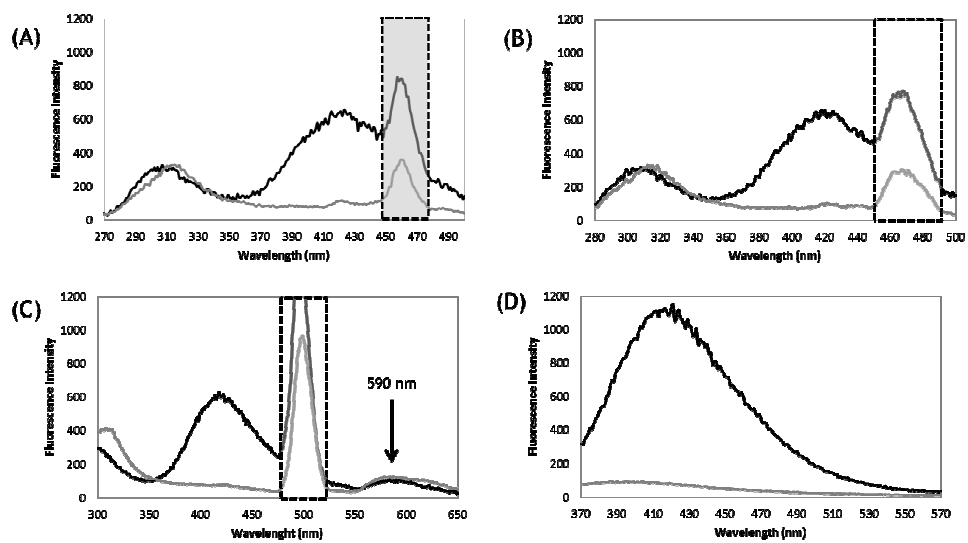 (A)
Fluorescence Intensity
1200
1000
800
600
400
200
0
270 290 310 330 350 370 390 410 430 450 470 490
Wavelength (nm)
(B)
Fluorescence Intensity
1200
1000
800
600
400
200
0
280 300 320 340 360 380 400 420 440 460 480 500
Wavelength (nm)
(C)
Fluorescence Intensity
1200
1000
800
600
400
200
0
590 nm
300 350 400 450 500 550 600 650
Wavelenght (nm)
(D)
Fluorescence Intensity
1200
1000
800
600
400
200
0
370 390 410 430 450 470 490 510 530 550 570
Wavelength (nm)